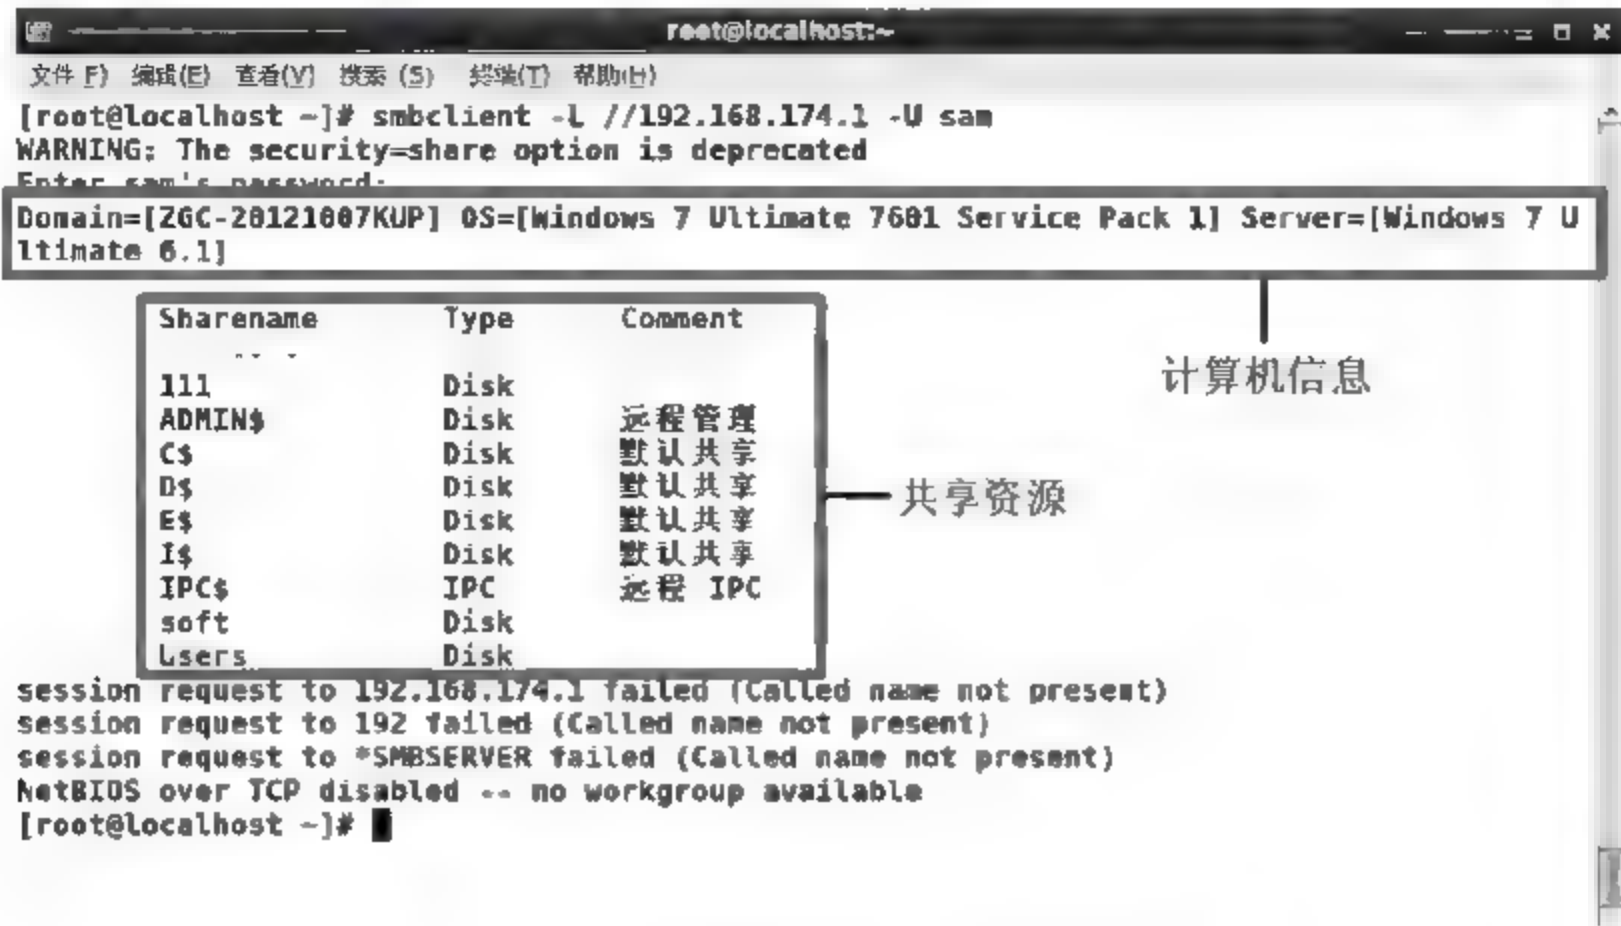 root@localhost:~
文件 F) 编辑(E) 查看(V) 搜索 (S) 终端(T) 帮助(H)
[root@localhost ~]# smbclient -L //192.168.174.1 -U sam
WARNING: The security=share option is deprecated
Enter sam's password:
Domain=[ZGC-20121007KUP] OS=[Windows 7 Ultimate 7601 Service Pack 1] Server=[Windows 7 U
ltimate 6.1]
Sharename Type Comment
111 Disk
ADMIN$ Disk 远程管理
C$ Disk 默认共享
D$ Disk 默认共享
E$ Disk 默认共享
I$ Disk 默认共享
IPC$ IPC 远程 IPC
soft Disk
Users Disk
计算机信息
共享资源
session request to 192.168.174.1 failed (Called name not present)
session request to 192 failed (Called name not present)
session request to *SMBSERVER failed (Called name not present)
NetBIOS over TCP disabled -- no workgroup available
[root@localhost ~]#